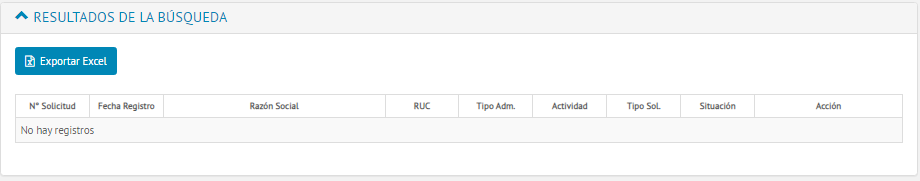 RESULTADOS DE LA BÚSQUEDA
Exportar Excel
N° Solicitud Fecha Registro Razón Social RUC Tipo Adm. Actividad Tipo Sol. Situación Acción
No hay registros